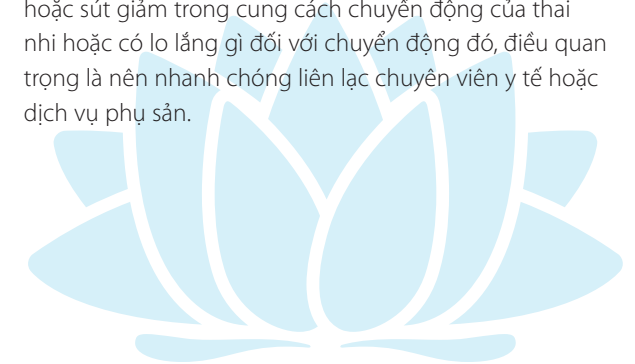 hoặc sút giảm trong cung cách chuyển động của thai
nhi hoặc có lo lắng gì đối với chuyển động đó, điều quan
trọng là nên nhanh chóng liên lạc chuyên viên y tế hoặc
dịch vụ phụ sản.